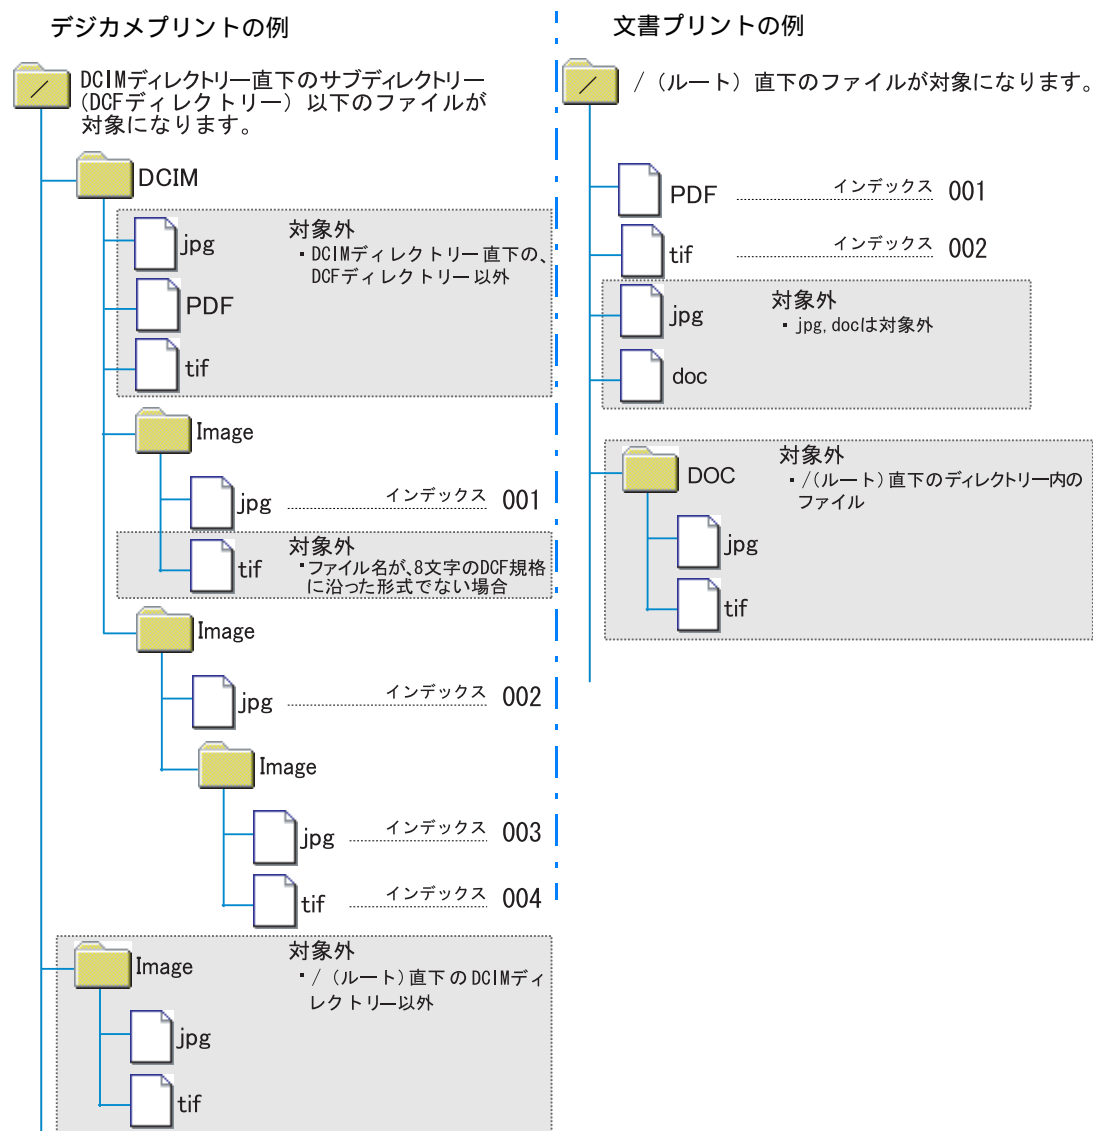 デジカメプリントの例
/
DCIMディレクトリー直下のサブディレクトリー
(DCFディレクトリー）以下のファイルが
対象になります。
DCIM
jpg
対象外
・DCIMディレクトリー直下の、
DCFディレクトリー以外
PDF
tif
Image
jpg インデックス 001
tif
対象外
・ファイル名が、8文字のDCF規格
に沿った形式でない場合
Image
jpg インデックス 002
Image
jpg インデックス 003
tif インデックス 004
Image
対象外
・/（ルート）直下のDCIMディ
レクトリー以外
jpg
tif
文書プリントの例
/
/（ルート）直下のファイルが対象になります。
PDF インデックス 001
tif インデックス 002
jpg
対象外
・jpg,docは対象外
doc
DOC
対象外
・/(ルート）直下のディレクトリー内の
ファイル
jpg
tif